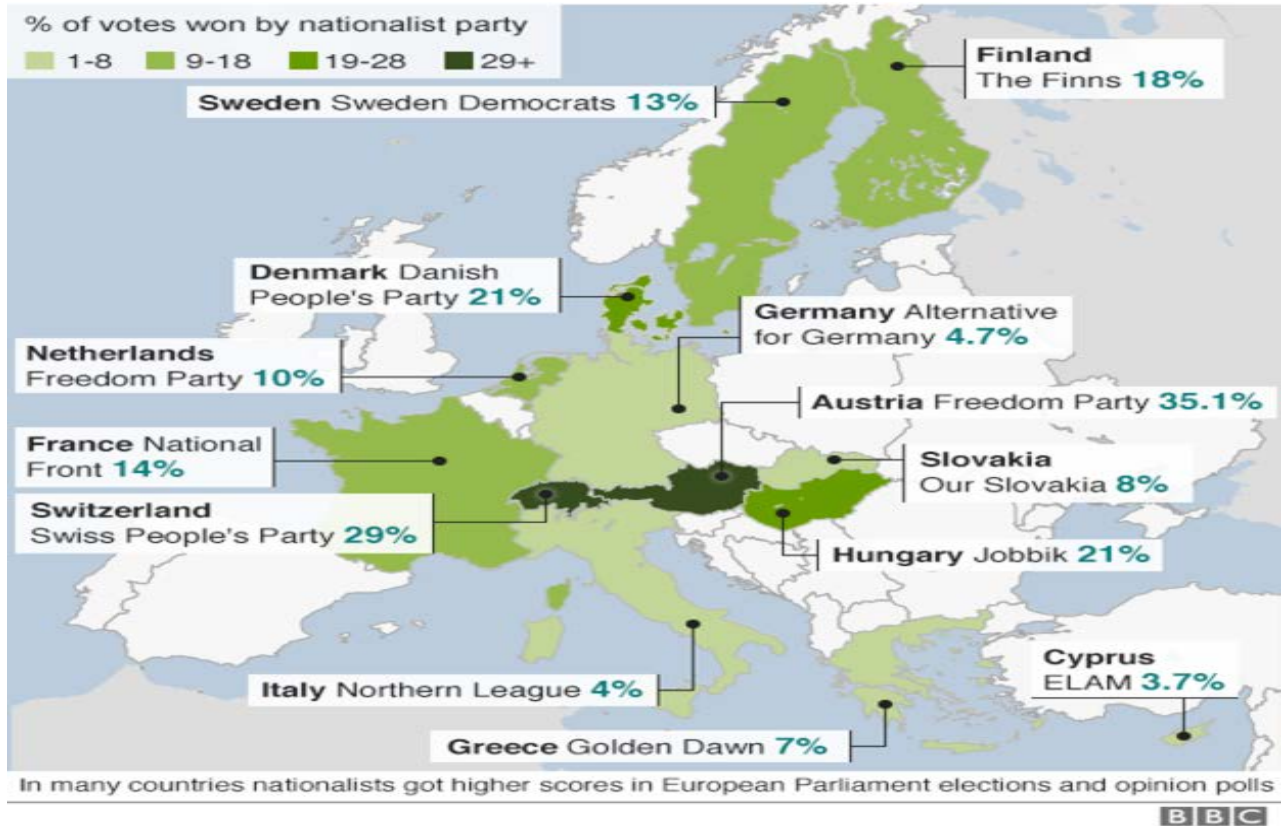 % of votes won by nationalist party
1-8 9-18 19-28 29+
Finland
The Finns 18%
Sweden Sweden Democrats 13%
Denmark Danish
People's Party 21%
Germany Alternative
for Germany 4.7%
Netherlands
Freedom Party 10%
Austria Freedom Party 35.1%
France National
Front 14%
Slovakia
Our Slovakia 8%
Switzerland
Swiss People's Party 29%
Hungary Jobbik 21%
Cyprus
ELAM 3.7%
Italy Northern League 4%
Greece Golden Dawn 7%
In many countries nationalists got higher scores in European Parliament elections and opinion polls
BBC